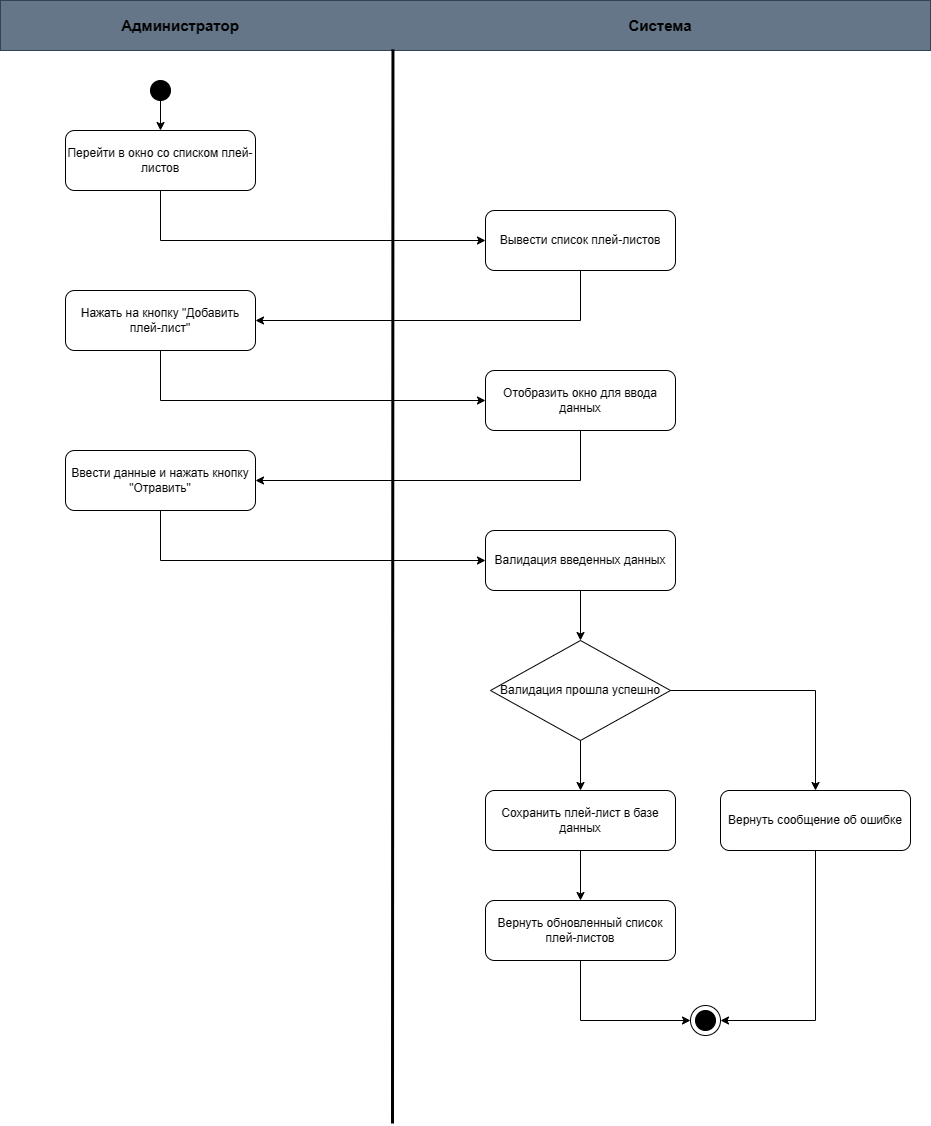 Администратор
Система
Перейти в окно со списком плей-
листов
Вывести список плей-листов
Нажать на кнопку "Добавить
плей-лист"
Отобразить окно для ввода
данных
Ввести данные и нажать кнопку
"Отравить"
Валидация введенных данных
Валидация прошла успешно
Сохранить плей-лист в базе
данных
Вернуть сообщение об ошибке
Вернуть обновленный список
плей-листов